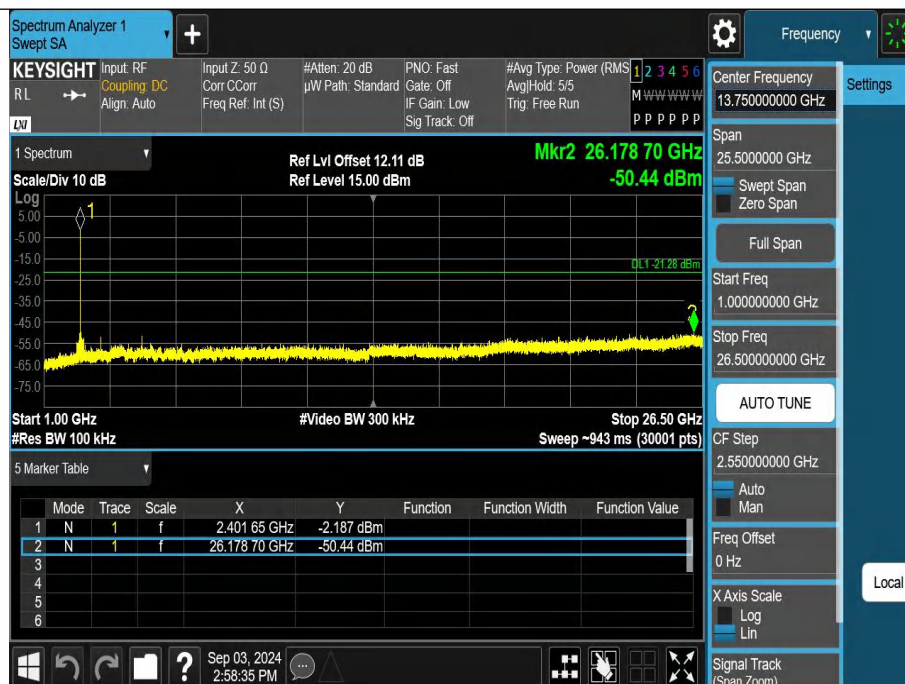 Spectrum Analyzer 1
Swept SA
+
Frequency
KEYSIGHT
RL
LXI
Input: RF
Coupling: DC
Align: Auto
Input Z: 50 Ω
Corr CCorr
Freq Ref: Int (S)
#Atten: 20 dB
µW Path: Standard
PNO: Fast
Gate: Off
IF Gain: Low
Sig Track: Off
#Avg Type: Power (RMS
Avg|Hold: 5/5
Trig: Free Run
1 2 3 4 5 6
M W W W W W
P P P P P P
1 Spectrum
Scale/Div 10 dB
Ref Lvl Offset 12.11 dB
Ref Level 15.00 dBm
Mkr2 26.178 70 GHz
-50.44 dBm
Log
5.00
-5.00
-15.0
-25.0
-35.0
-45.0
-55.0
-65.0
-75.0
1
DL1 -21.28 dBm
2
Start 1.00 GHz
#Res BW 100 kHz
#Video BW 300 kHz
Stop 26.50 GHz
Sweep ~943 ms (30001 pts)
5 Marker Table
Mode Trace Scale X Y Function Function Width Function Value
1 N 1 f 2.401 65 GHz -2.187 dBm
2 N 1 f 26.178 70 GHz -50.44 dBm
3
4
5
6
Sep 03, 2024
2:58:35 PM
Center Frequency
13.750000000 GHz
Span
25.5000000 GHz
Swept Span
Zero Span
Full Span
Start Freq
1.000000000 GHz
Stop Freq
26.500000000 GHz
AUTO TUNE
CF Step
2.550000000 GHz
Auto
Man
Freq Offset
0 Hz
X Axis Scale
Log
Lin
Signal Track
(Span Zoom)
Settings
Local